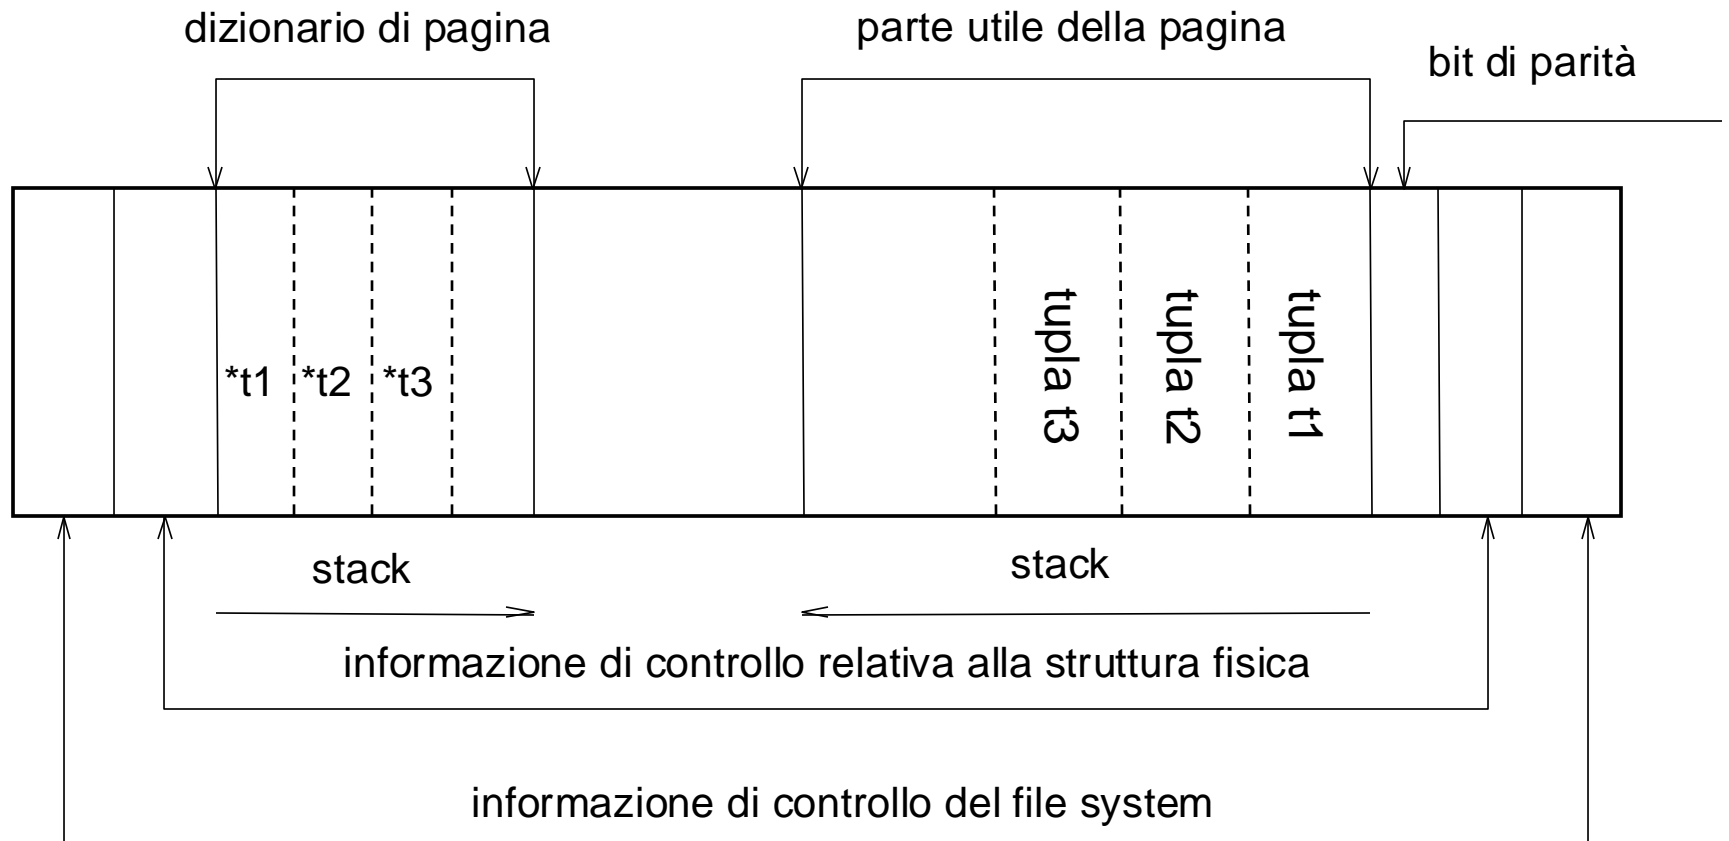 dizionario di pagina
parte utile della pagina
bit di parità
*t1
*t2
*t3
tupla t3
tupla t2
tupla t1
stack
stack
informazione di controllo relativa alla struttura fisica
informazione di controllo del file system